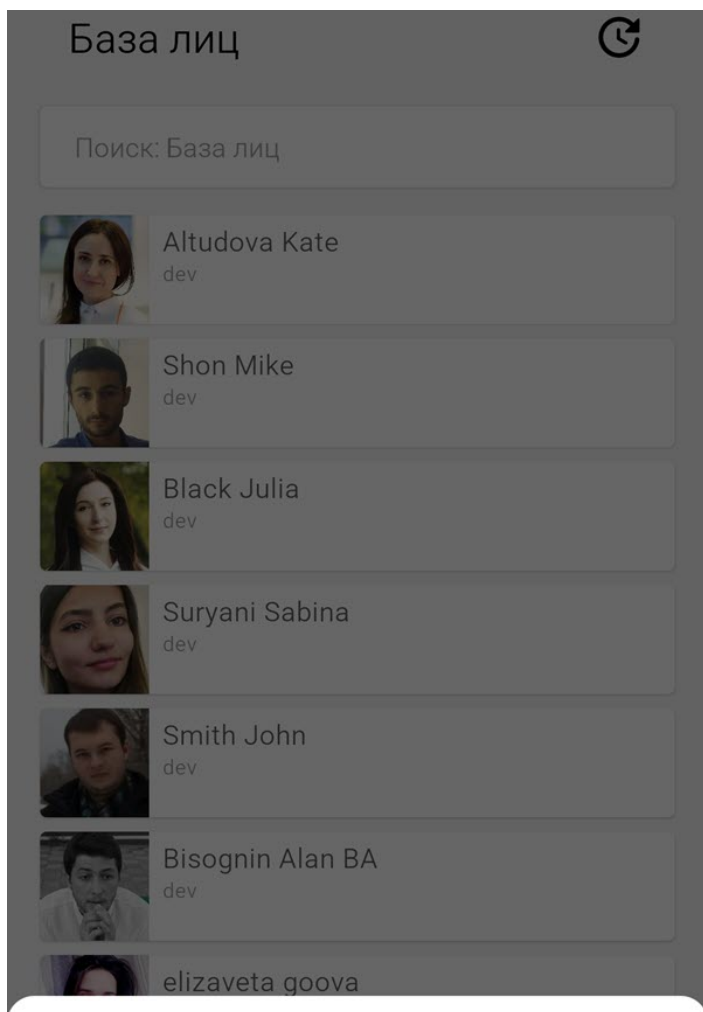 База лиц
Поиск: База лиц
Altudova Kate
dev
Shon Mike
dev
Black Julia
dev
Suryani Sabina
dev
Smith John
dev
Bisognin Alan BA
dev
elizaveta goova